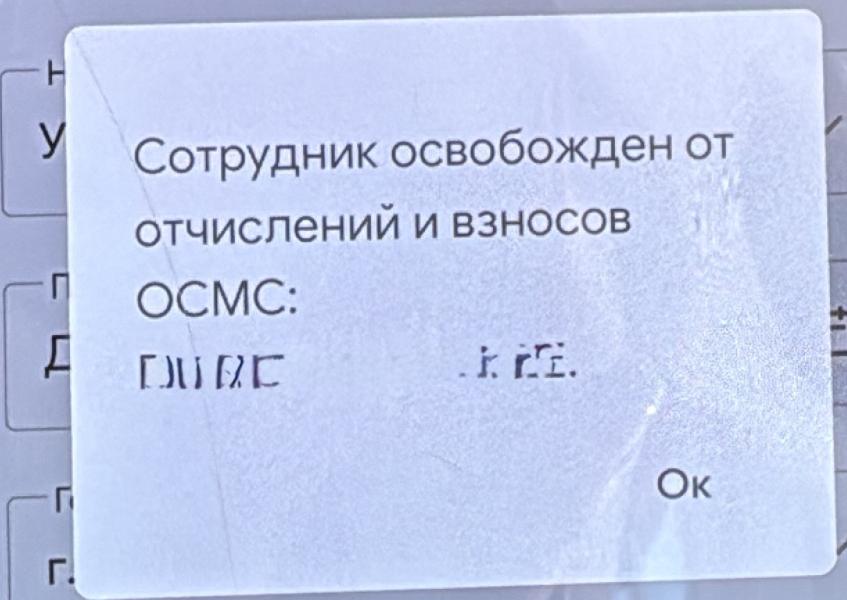 Сотрудник освобожден от
отчислений и взносов
ОСМС:
Ок